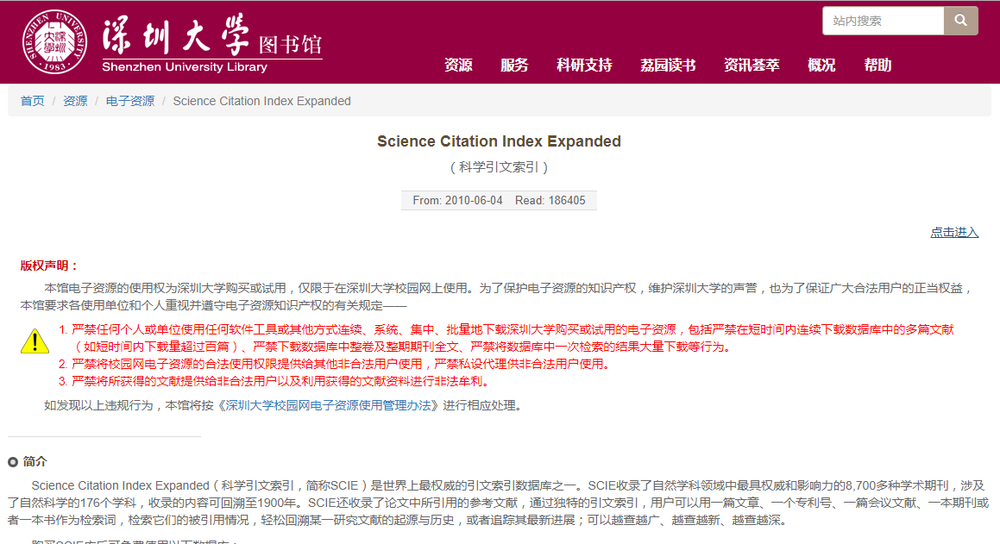 SHENZHEN UNIVERSITY
1983
深圳大学 图书馆
Shenzhen University Library
站内搜索
资源 服务 科研支持 荔园读书 资讯荟萃 概况 帮助
首页 / 资源 / 电子资源 / Science Citation Index Expanded
Science Citation Index Expanded
（科学引文索引）
From: 2010-06-04 Read: 186405
点击进入
版权声明：
本馆电子资源的使用权为深圳大学购买或试用，仅限于在深圳大学校园网上使用。为了保护电子资源的知识产权，维护深圳大学的声誉，也为了保证广大合法用户的正当权益，
本馆要求各使用单位和个人重视并遵守电子资源知识产权的有关规定——
1. 严禁任何个人或单位使用任何软件工具或其他方式连续、系统、集中、批量地下载深圳大学购买或试用的电子资源，包括严禁在短时间内连续下载数据库中的多篇文献
（如短时间内下载量超过百篇）、严禁下载数据库中整卷及整期期刊全文、严禁将数据库中一次检索的结果大量下载等行为。
2. 严禁将校园网电子资源的合法使用权限提供给其他非合法用户使用，严禁私设代理供非合法用户使用。
3. 严禁将所获得的文献提供给非合法用户以及利用获得的文献资料进行非法牟利。
如发现以上违规行为，本馆将按《深圳大学校园网电子资源使用管理办法》进行相应处理。
简介
Science Citation Index Expanded（科学引文索引，简称SCIE）是世界上最权威的引文索引数据库之一。SCIE收录了自然学科领域中最具权威和影响力的8,700多种学术期刊，涉及
了自然科学的176个学科，收录的内容可回溯至1900年。SCIE还收录了论文中所引用的参考文献，通过独特的引文索引，用户可以用一篇文章、一个专利号、一篇会议文献、一本期刊或
者一本书作为检索词，检索它们的被引用情况，轻松回溯某一研究文献的起源与历史，或者追踪其最新进展；可以越查越广、越查越新、越查越深。
购买SCIE库后可免费使用以下数据库：